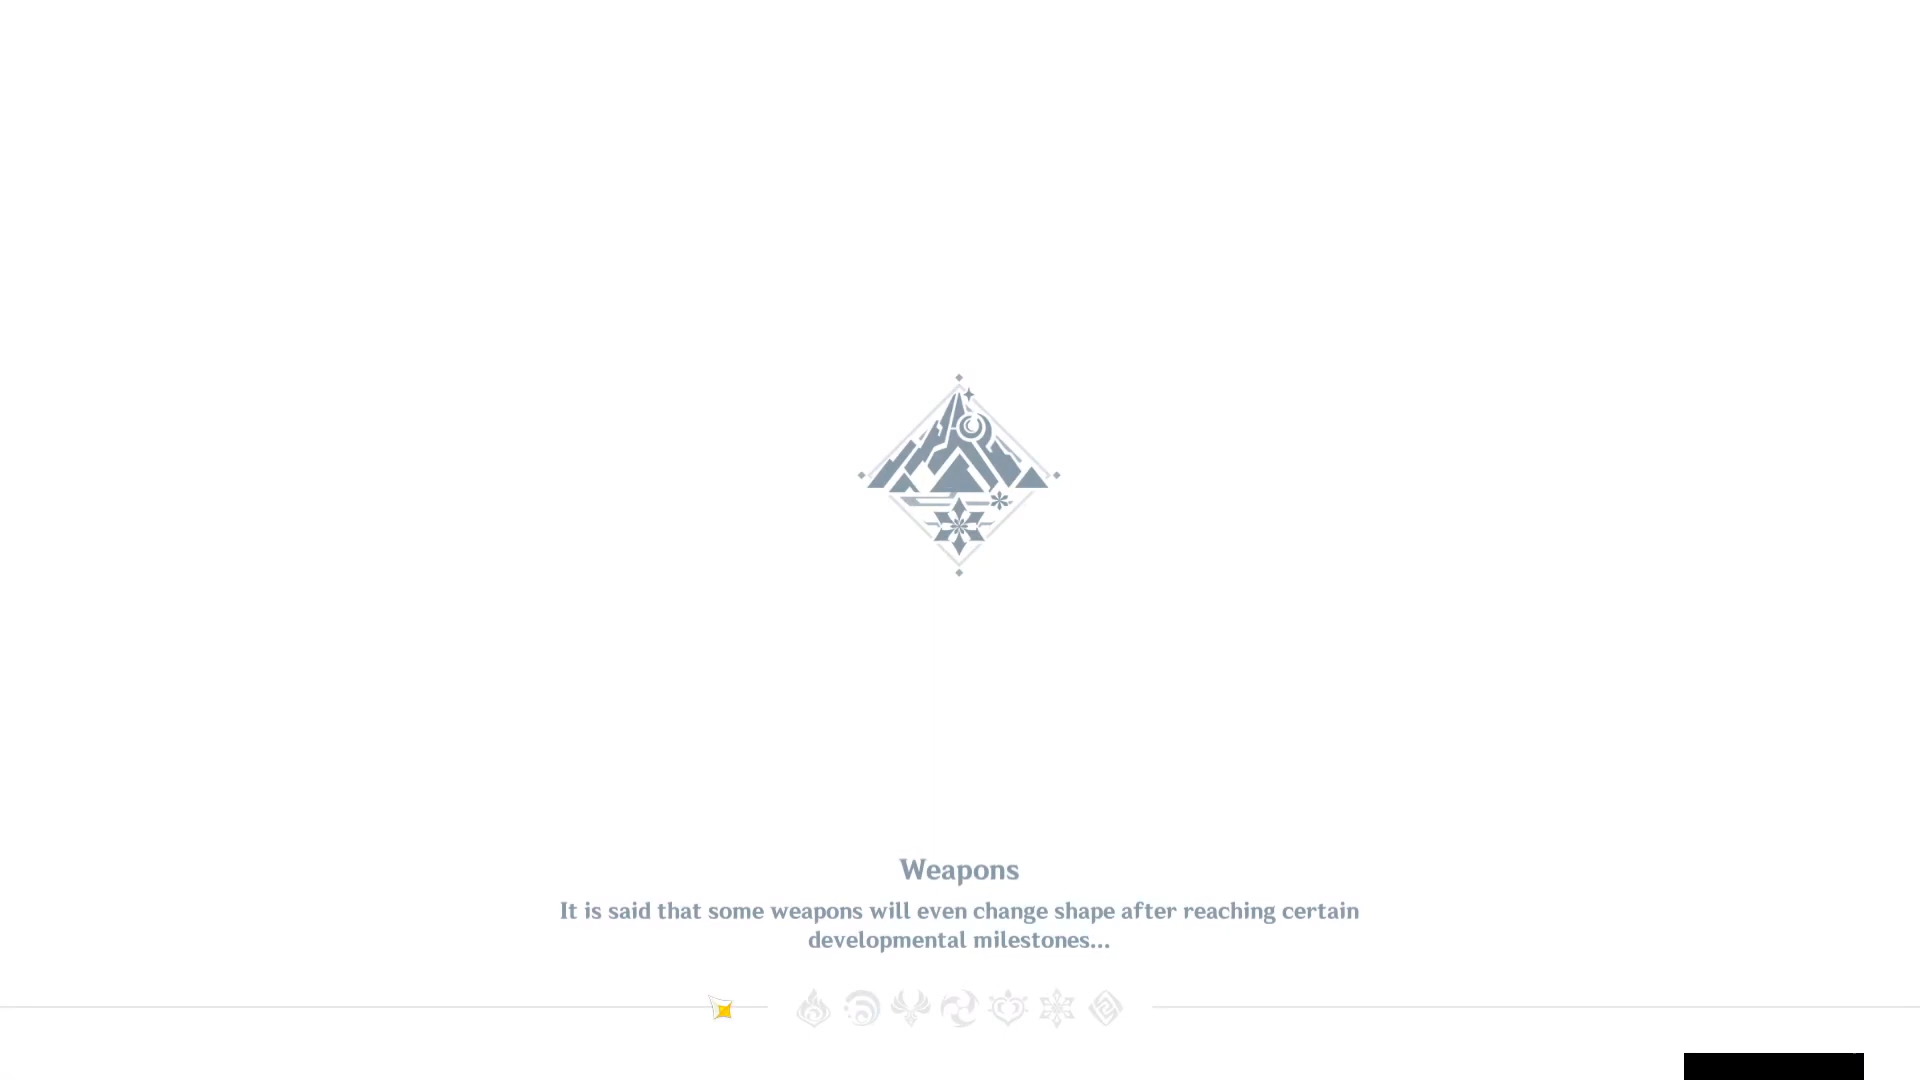 Weapons
It is said that some weapons will even change shape after reaching certain
developmental milestones...